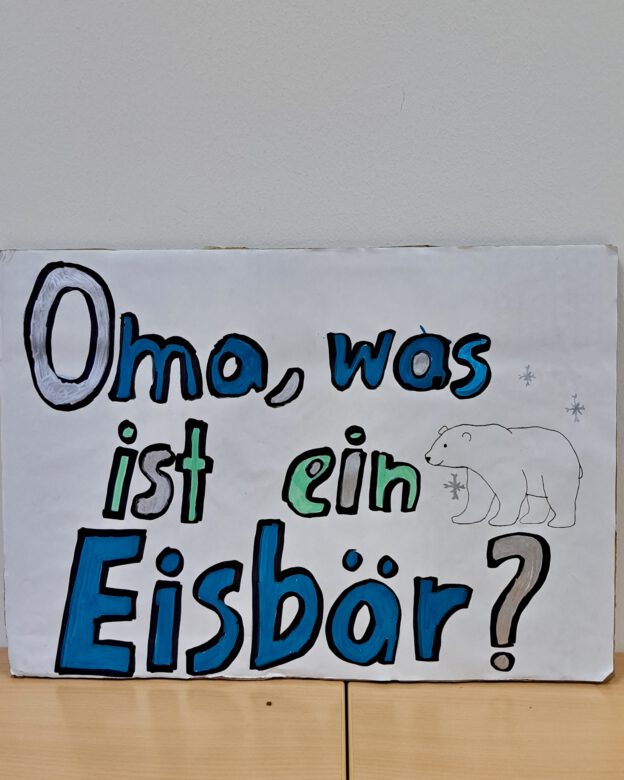 Oma, was
ist ein
Eisbär?